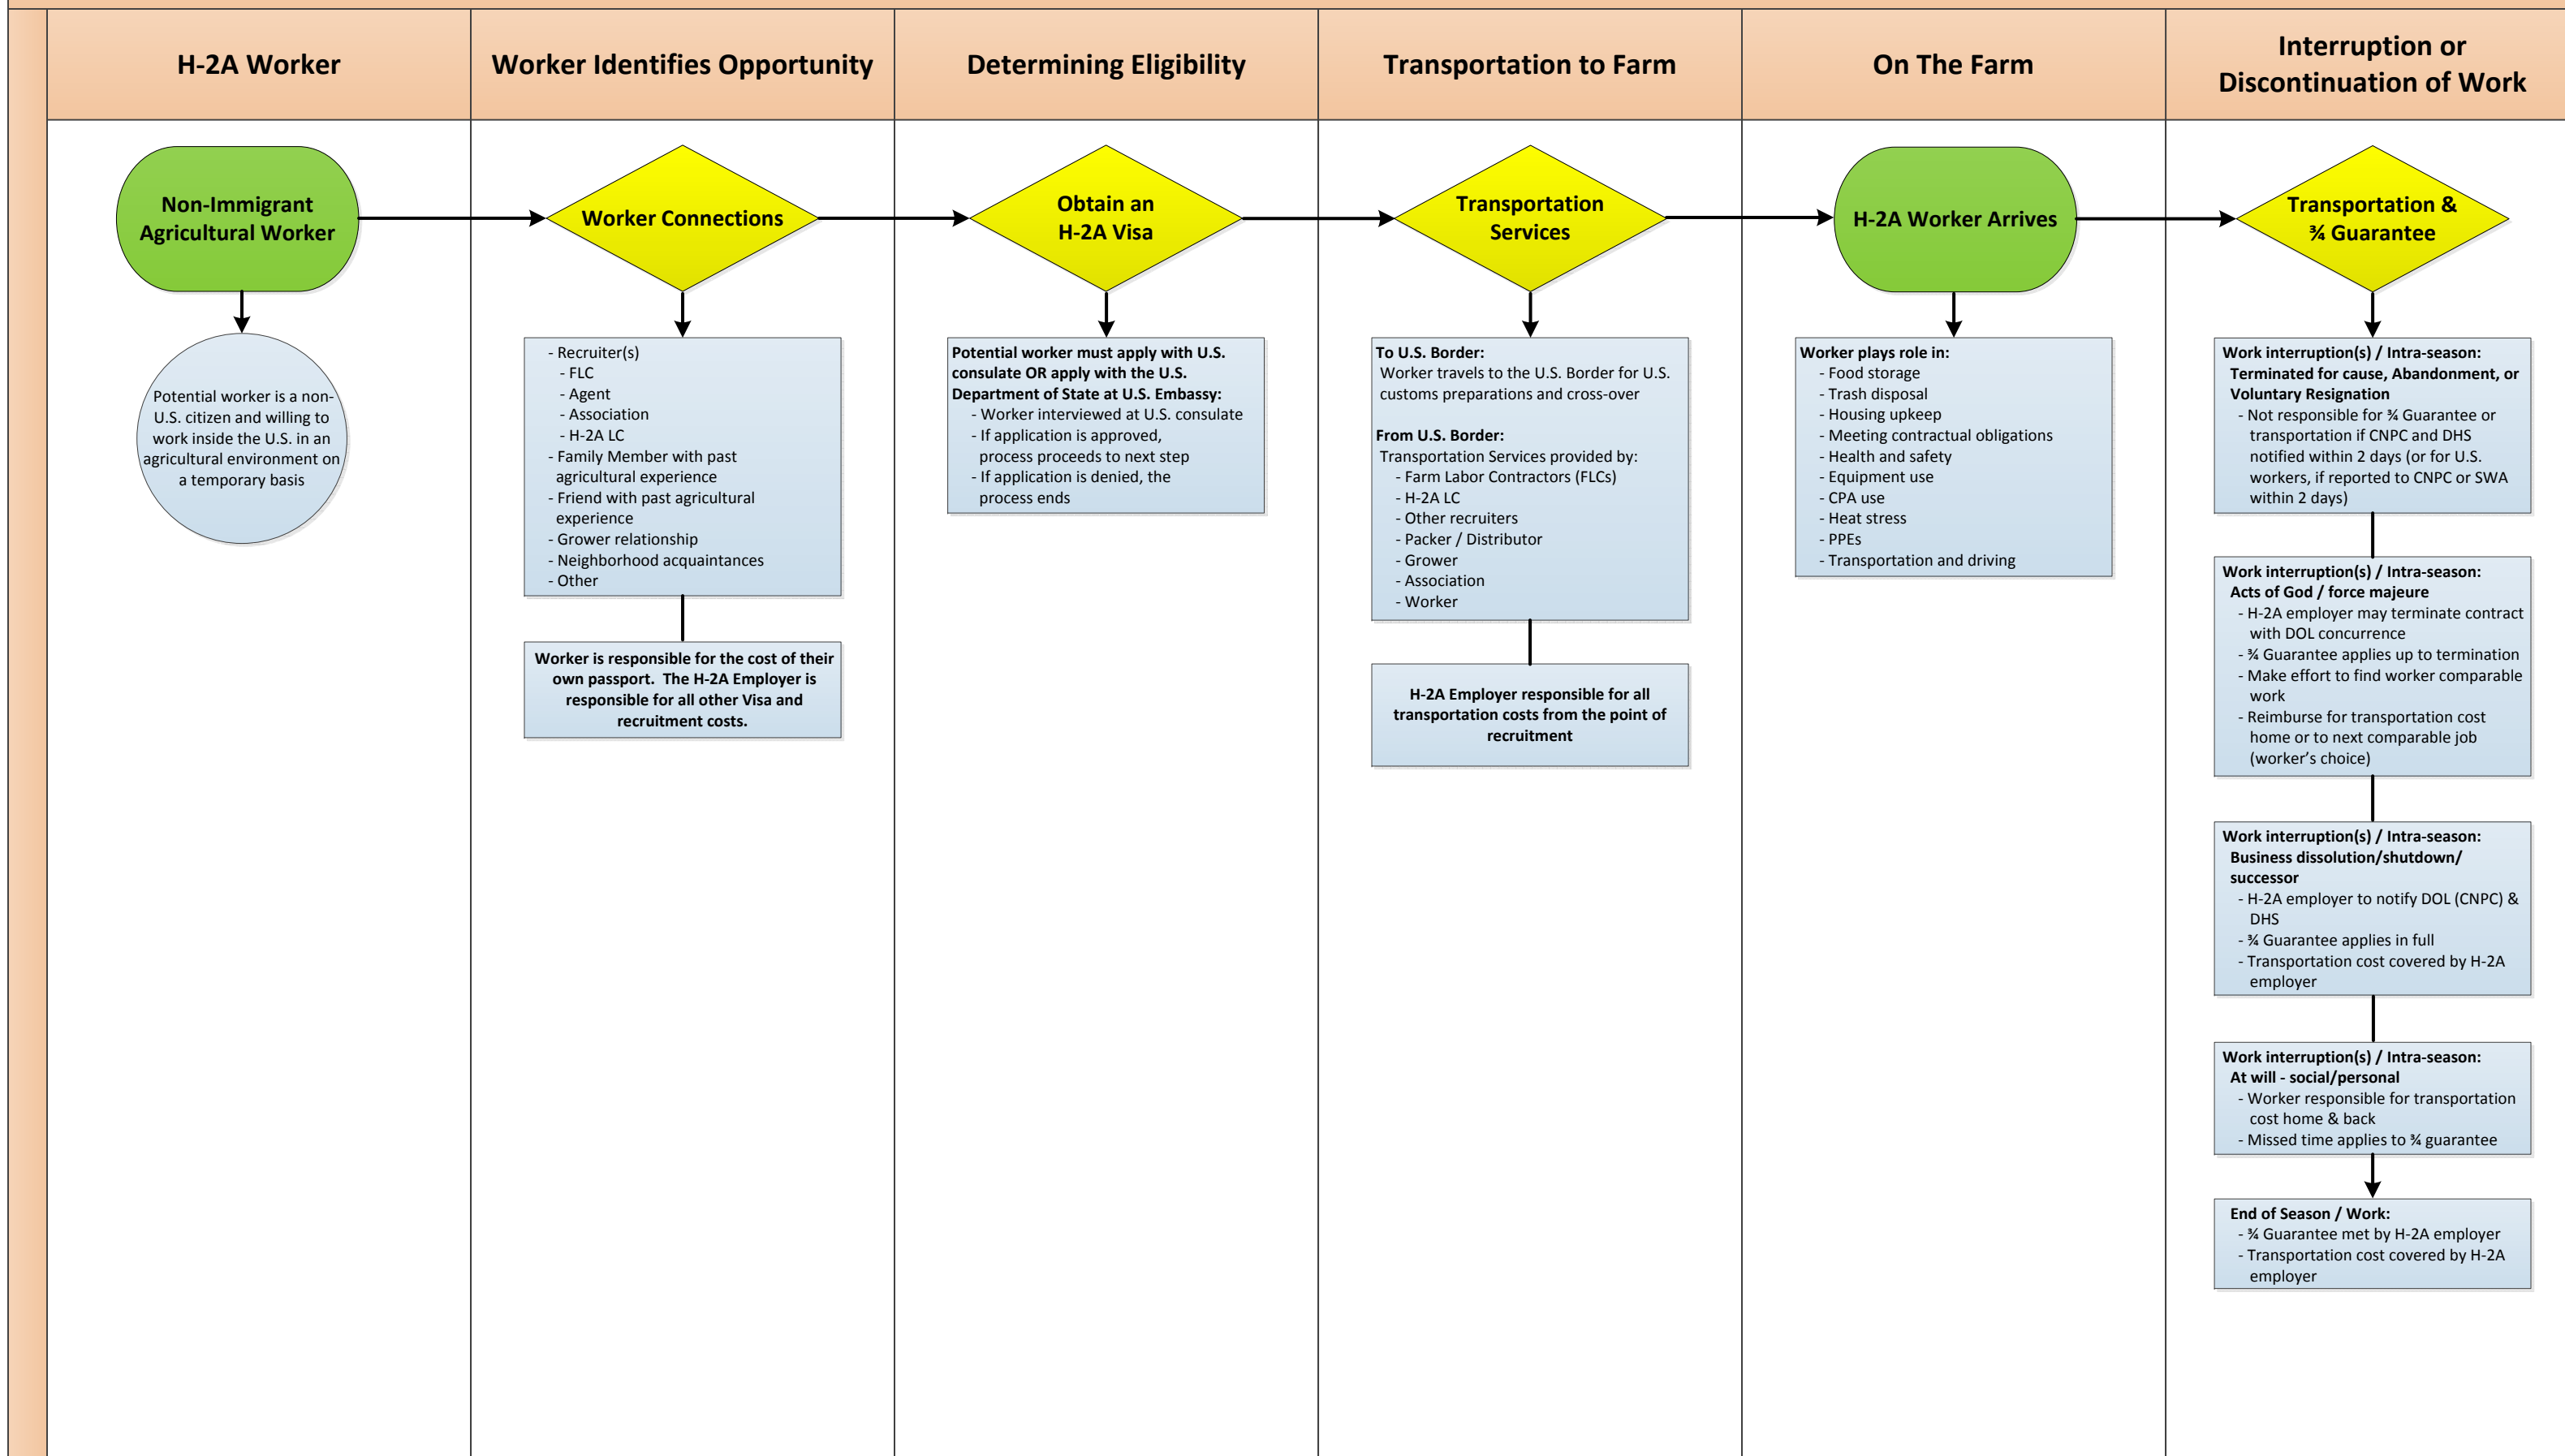 H-2A Worker
Worker Identifies Opportunity
Determining Eligibility
Transportation to Farm
On The Farm
Interruption or
Discontinuation of Work
Non-Immigrant
Agricultural Worker
Worker Connections
Obtain an
H-2A Visa
Transportation
Services
H-2A Worker Arrives
Transportation &
¾ Guarantee
Potential worker is a non-
U.S. citizen and willing to
work inside the U.S. in an
agricultural environment on
a temporary basis
- Recruiter(s)
- FLC
- Agent
- Association
- H-2A LC
- Family Member with past
agricultural experience
- Friend with past agricultural
experience
- Grower relationship
- Neighborhood acquaintances
- Other
Worker is responsible for the cost of their
own passport. The H-2A Employer is
responsible for all other Visa and
recruitment costs.
Potential worker must apply with U.S.
consulate OR apply with the U.S.
Department of State at U.S. Embassy:
- Worker interviewed at U.S. consulate
- If application is approved,
process proceeds to next step
- If application is denied, the
process ends
To U.S. Border:
Worker travels to the U.S. Border for U.S.
customs preparations and cross-over
From U.S. Border:
Transportation Services provided by:
- Farm Labor Contractors (FLCs)
- H-2A LC
- Other recruiters
- Packer / Distributor
- Grower
- Association
- Worker
H-2A Employer responsible for all
transportation costs from the point of
recruitment
Worker plays role in:
- Food storage
- Trash disposal
- Housing upkeep
- Meeting contractual obligations
- Health and safety
- Equipment use
- CPA use
- Heat stress
- PPEs
- Transportation and driving
Work interruption(s) / Intra-season:
Terminated for cause, Abandonment, or
Voluntary Resignation
- Not responsible for ¾ Guarantee or
transportation if CNPC and DHS
notified within 2 days (or for U.S.
workers, if reported to CNPC or SWA
within 2 days)
Work interruption(s) / Intra-season:
Acts of God / force majeure
- H-2A employer may terminate contract
with DOL concurrence
- ¾ Guarantee applies up to termination
- Make effort to find worker comparable
work
- Reimburse for transportation cost
home or to next comparable job
(worker's choice)
Work interruption(s) / Intra-season:
Business dissolution/shutdown/
successor
- H-2A employer to notify DOL (CNPC) &
DHS
- ¾ Guarantee applies in full
- Transportation cost covered by H-2A
employer
Work interruption(s) / Intra-season:
At will - social/personal
- Worker responsible for transportation
cost home & back
- Missed time applies to ¾ guarantee
End of Season / Work:
- ¾ Guarantee met by H-2A employer
- Transportation cost covered by H-2A
employer